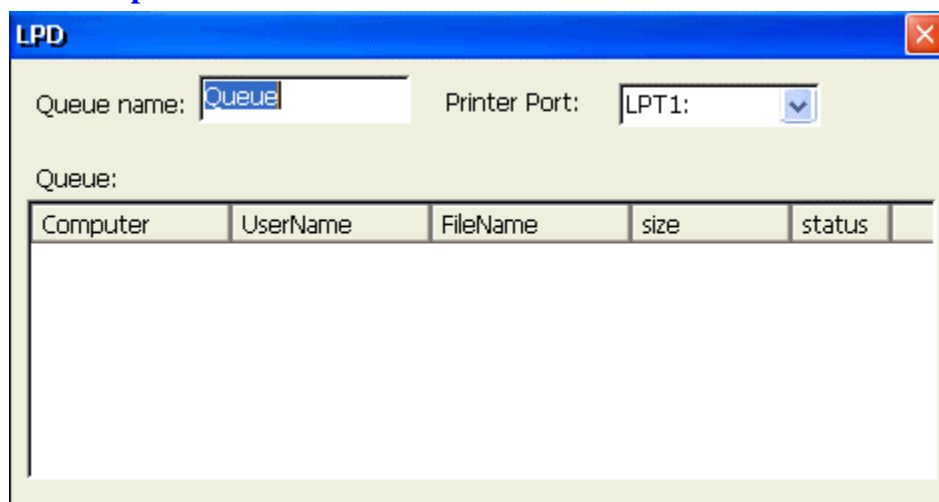 LPD
Queue name: Queue Printer Port: LPT1:
Queue:
Computer UserName FileName size status